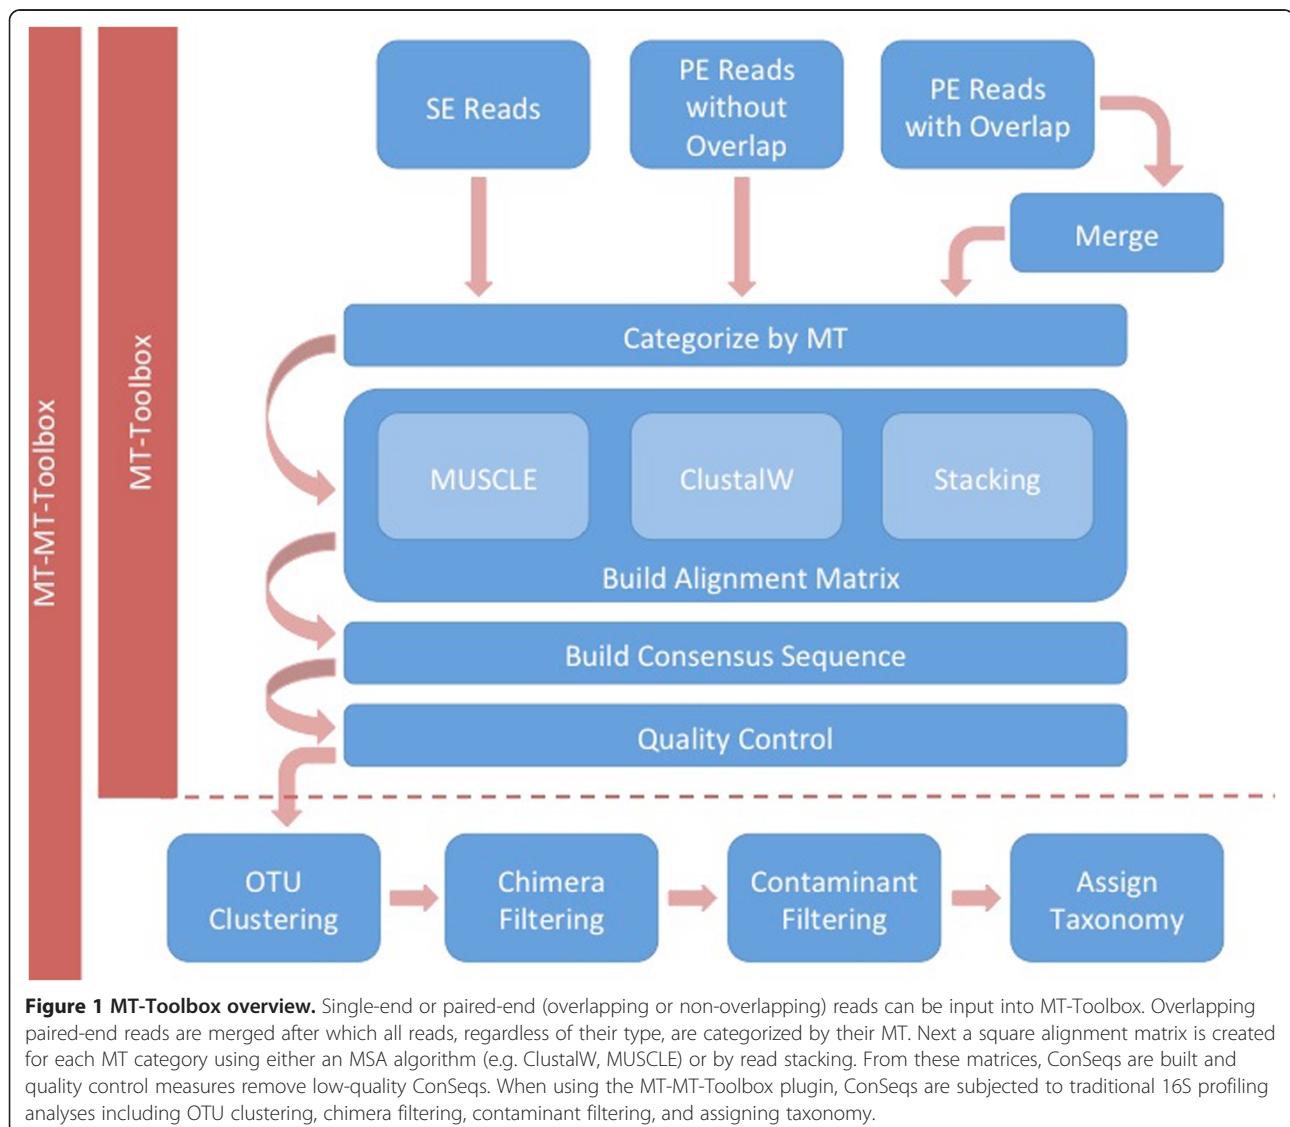 MT-MT-Toolbox
MT-Toolbox
SE Reads
PE Reads
without
Overlap
PE Reads
with Overlap
Merge
Categorize by MT
MUSCLE
ClustalW
Stacking
Build Alignment Matrix
Build Consensus Sequence
Quality Control
OTU
Clustering
Chimera
Filtering
Contaminant
Filtering
Assign
Taxonomy
Figure 1 MT-Toolbox overview. Single-end or paired-end (overlapping or non-overlapping) reads can be input into MT-Toolbox. Overlapping
paired-end reads are merged after which all reads, regardless of their type, are categorized by their MT. Next a square alignment matrix is created
for each MT category using either an MSA algorithm (e.g. ClustalW, MUSCLE) or by read stacking. From these matrices, ConSeqs are built and
quality control measures remove low-quality ConSeqs. When using the MT-MT-Toolbox plugin, ConSeqs are subjected to traditional 16S profiling
analyses including OTU clustering, chimera filtering, contaminant filtering, and assigning taxonomy.